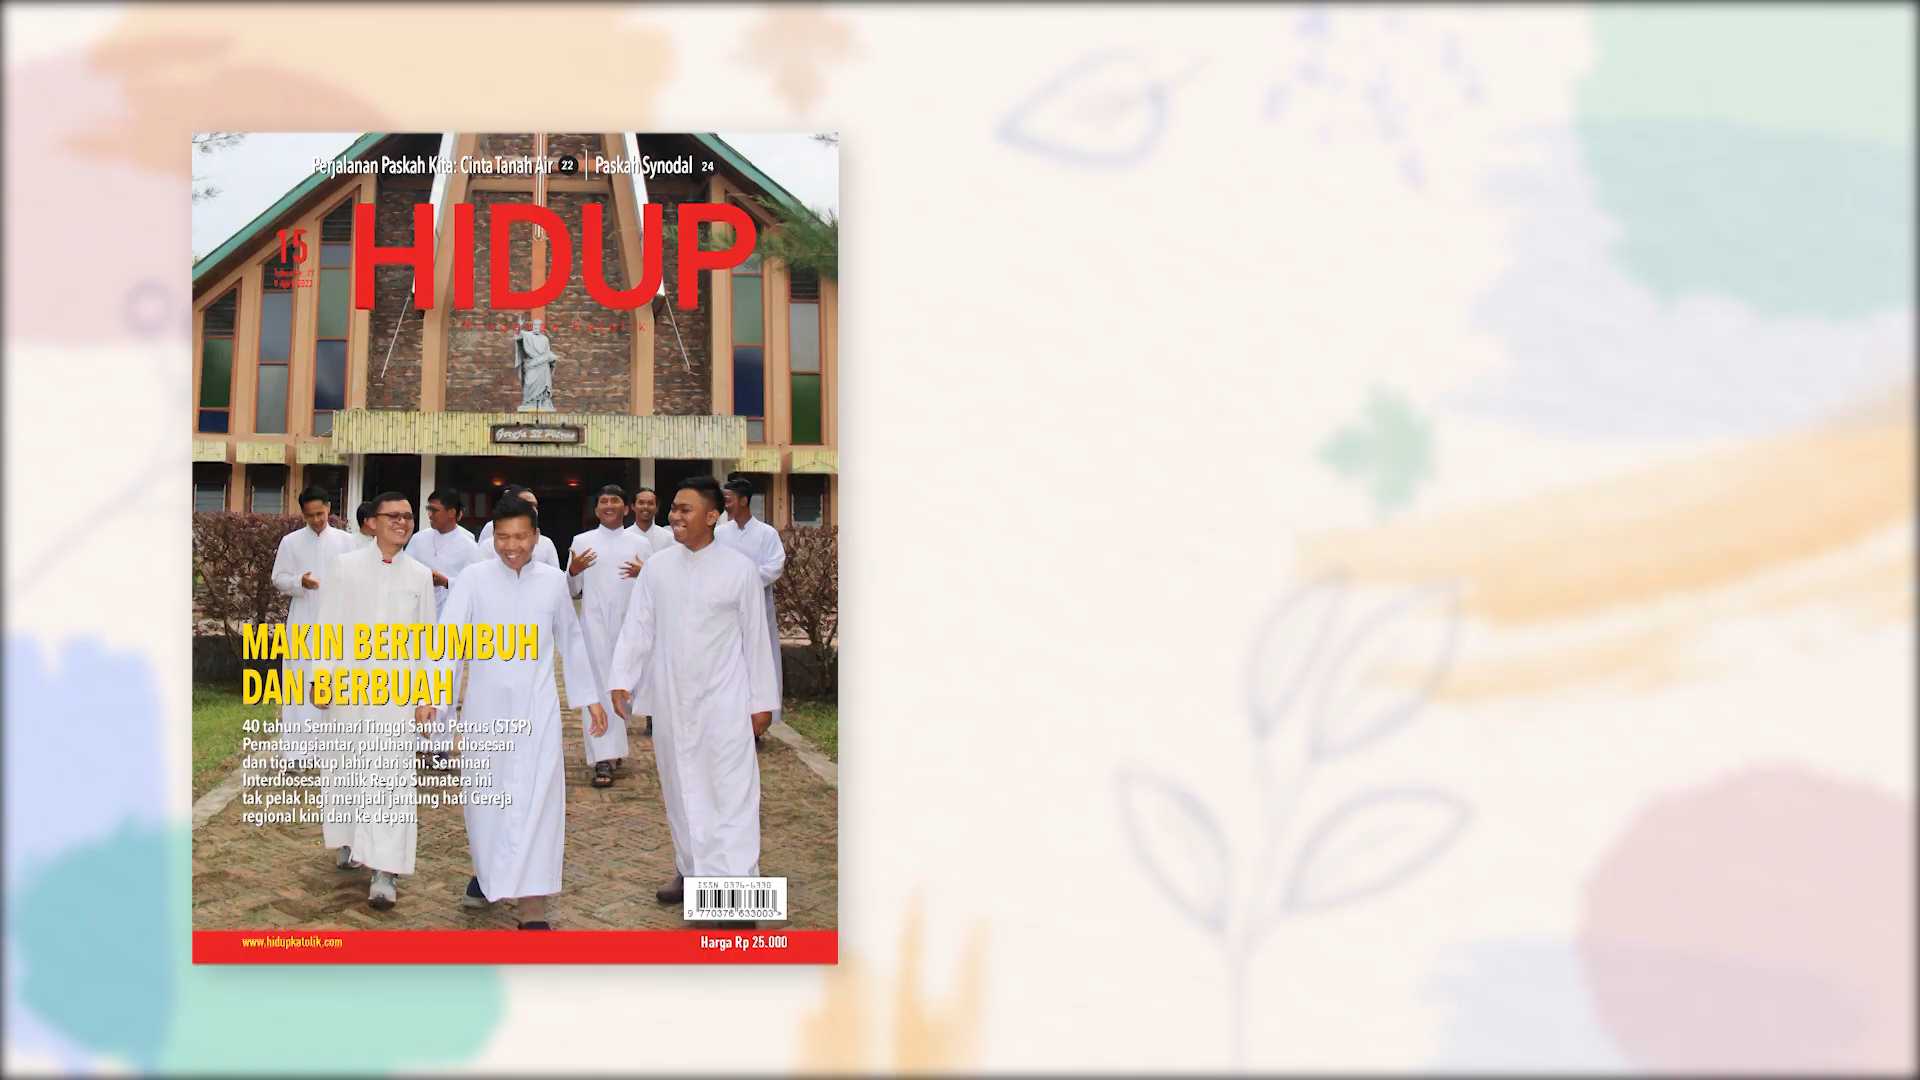 Perjalanan Paskah Kita: Cinta Tanah Air 22 | Paskah Synodal 24
HIDUP
15
Mingguan Katolik
Gereja St. Petrus
MAKIN BERTUMBUH
DAN BERBUAH
40 tahun Seminari Tinggi Santo Petrus (STSP)
Pematangsiantar, puluhan imam diosesan
dan tiga uskup lahir dari sini. Seminari
Interdiosesan milik Regio Sumatera ini
tak pelak lagi menjadi jantung hati Gereja
regional kini dan ke depan.
ISSN 0376-6330
9 770376 633003 >
www.hidupkatolik.com
Harga Rp 25.000